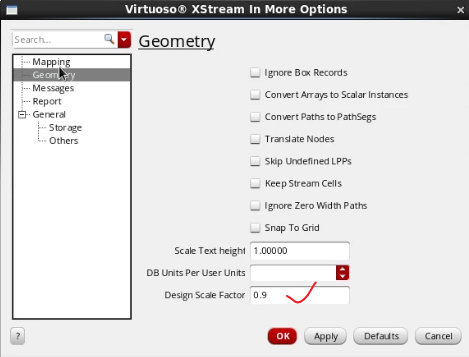 Virtuoso® XStream In More Options
Search...
Mapping
Geometry
Messages
Report
General
Storage
Others
Geometry
Ignore Box Records
Convert Arrays to Scalar Instances
Convert Paths to PathSegs
Translate Nodes
Skip Undefined LPPs
Keep Stream Cells
Ignore Zero Width Paths
Snap To Grid
Scale Text height 1.00000
DB Units Per User Units
Design Scale Factor 0.9
? OK Apply Defaults Cancel